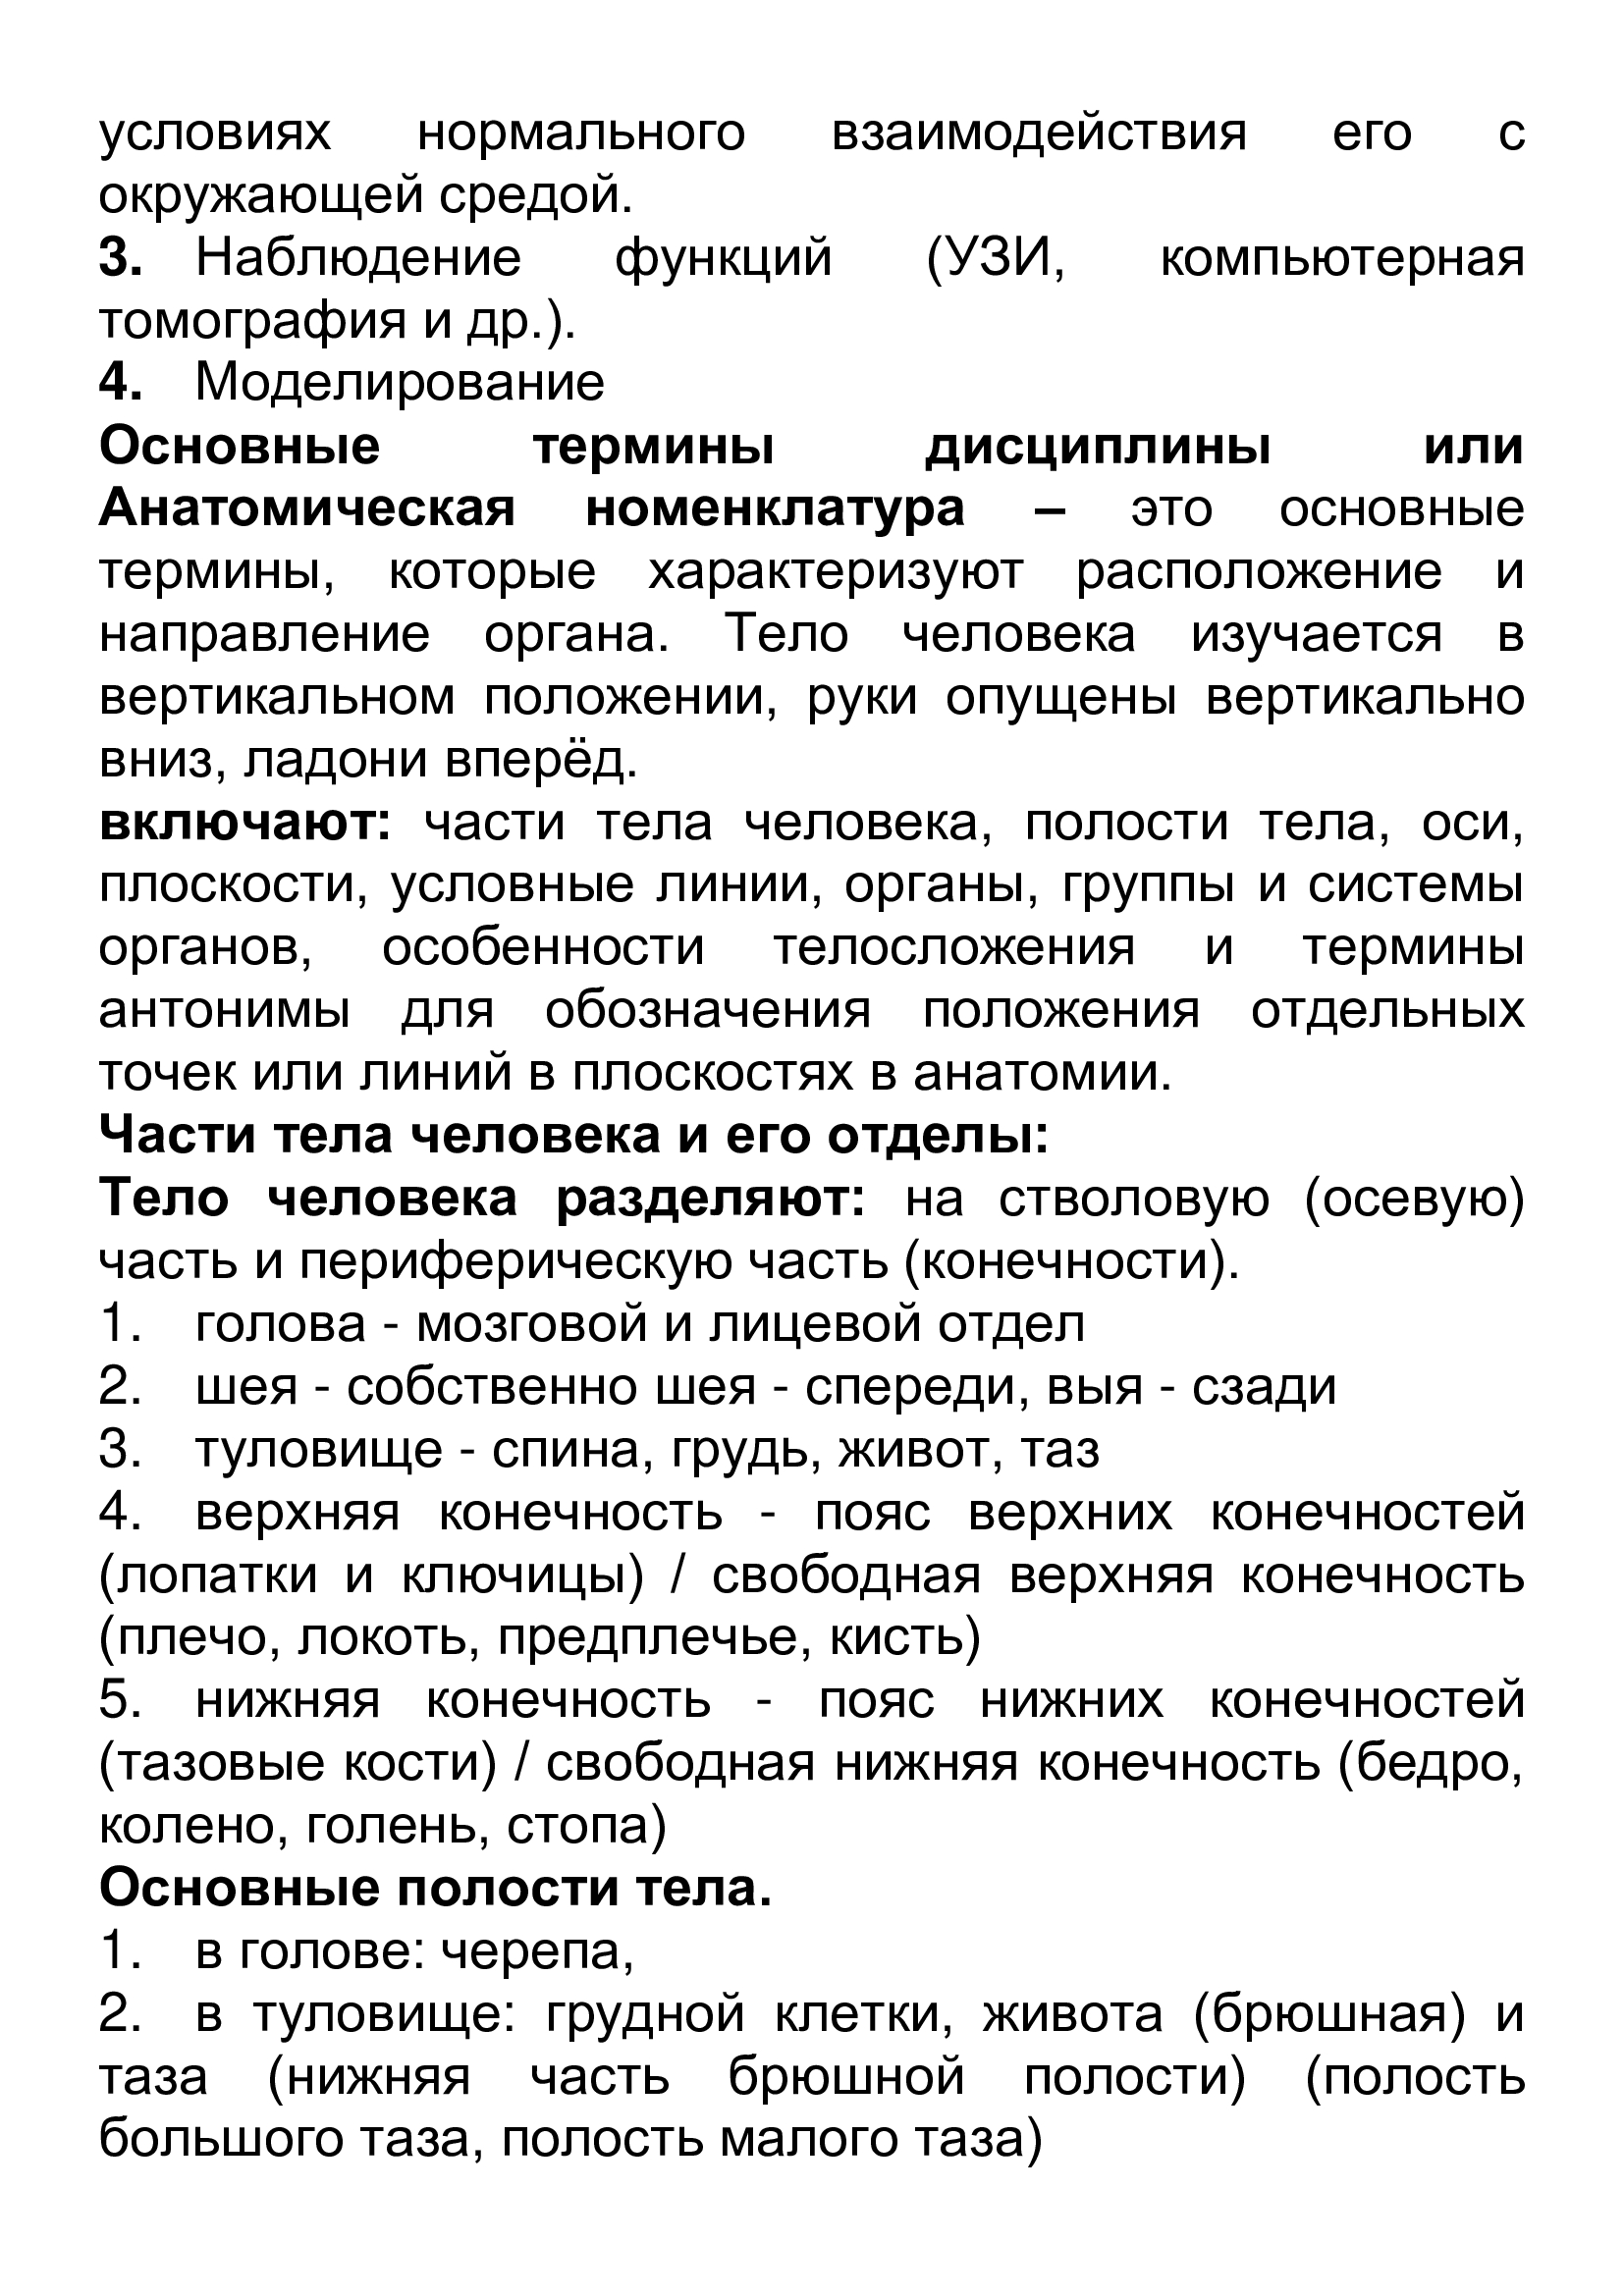 условиях нормального взаимодействия его с
окружающей средой.
3. Наблюдение функций (УЗИ, компьютерная
томография и др.).
4. Моделирование
Основные термины дисциплины или
Анатомическая номенклатура – это основные
термины, которые характеризуют расположение и
направление органа. Тело человека изучается в
вертикальном положении, руки опущены вертикально
вниз, ладони вперёд.
включают: части тела человека, полости тела, оси,
плоскости, условные линии, органы, группы и системы
органов, особенности телосложения и термины
антонимы для обозначения положения отдельных
точек или линий в плоскостях в анатомии.
Части тела человека и его отделы:
Тело человека разделяют: на стволовую (осевую)
часть и периферическую часть (конечности).
1. голова - мозговой и лицевой отдел
2. шея - собственно шея - спереди, выя - сзади
3. туловище - спина, грудь, живот, таз
4. верхняя конечность - пояс верхних конечностей
(лопатки и ключицы) / свободная верхняя конечность
(плечо, локоть, предплечье, кисть)
5. нижняя конечность - пояс нижних конечностей
(тазовые кости) / свободная нижняя конечность (бедро,
колено, голень, стопа)
Основные полости тела.
1. в голове: черепа,
2. в туловище: грудной клетки, живота (брюшная) и
таза (нижняя часть брюшной полости) (полость
большого таза, полость малого таза)